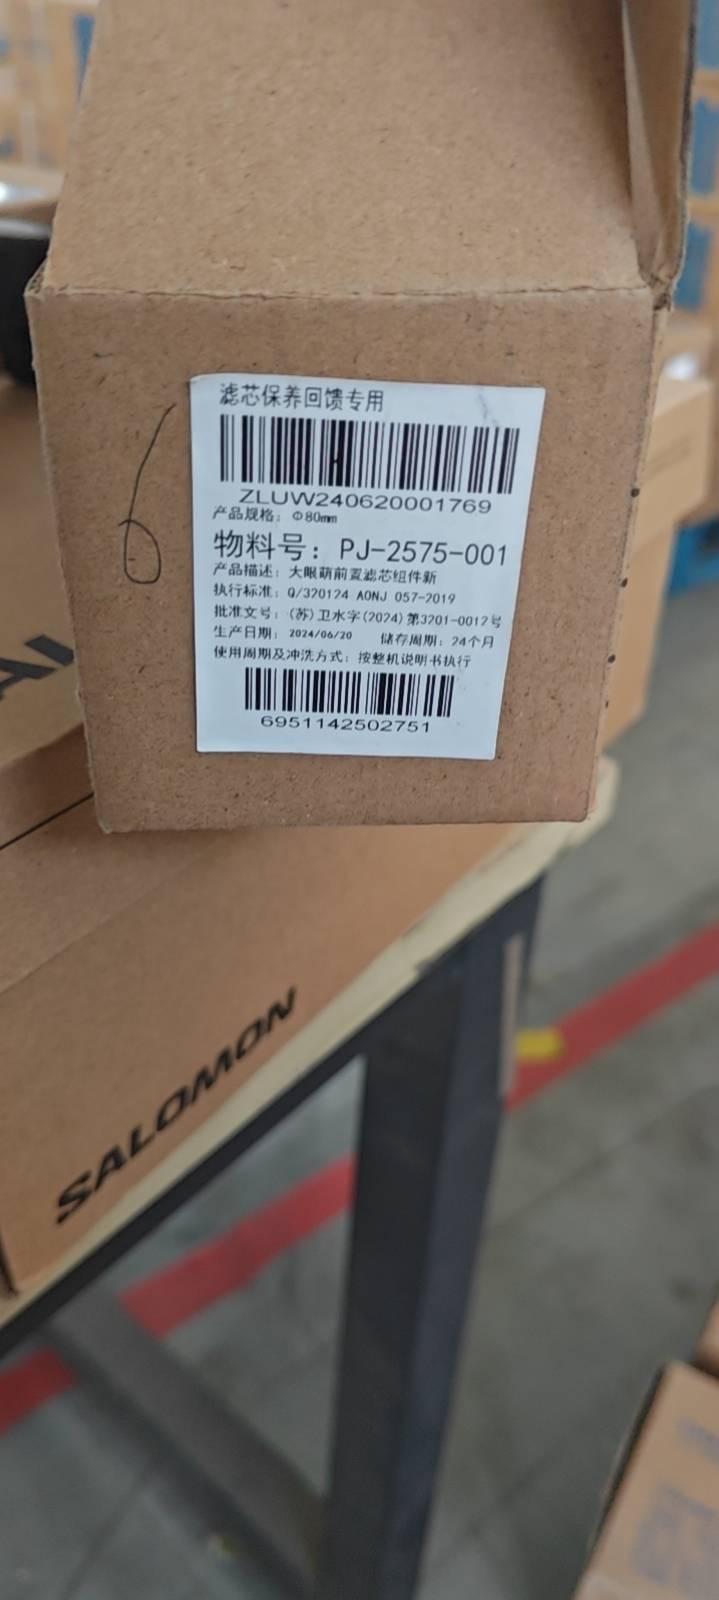 滤芯保养回馈专用
ZLUW240620001769
产品规格: Φ80mm
物料号: PJ-2575-001
产品描述: 大眼萌前置滤芯组件新
执行标准: Q/320124 AONJ 057-2019
批准文号: (苏)卫水字(2024)第3201-0012号
生产日期: 2024/06/20 储存周期: 24个月
使用周期及冲洗方式: 按整机说明书执行
6951142502751
6
SALOMON